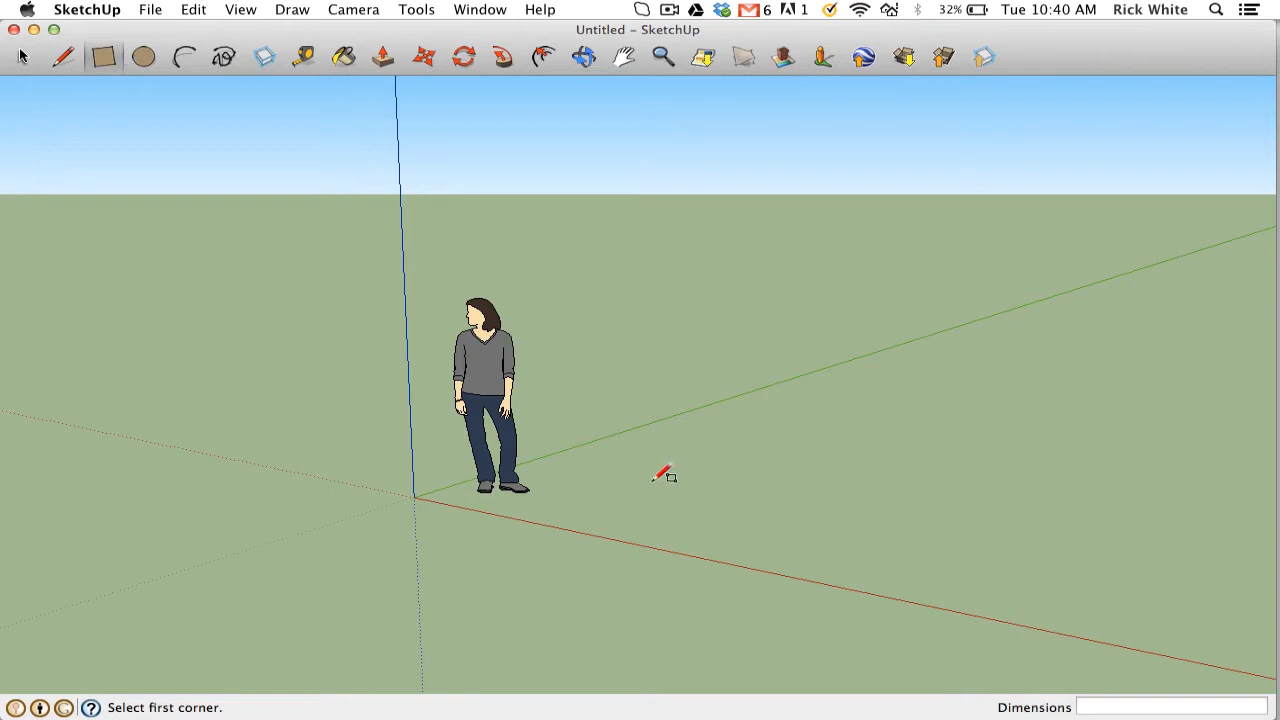 SketchUp File Edit View Draw Camera Tools Window Help 6 1 32% Tue 10:40 AM Rick White
Untitled – SketchUp
Select first corner. Dimensions